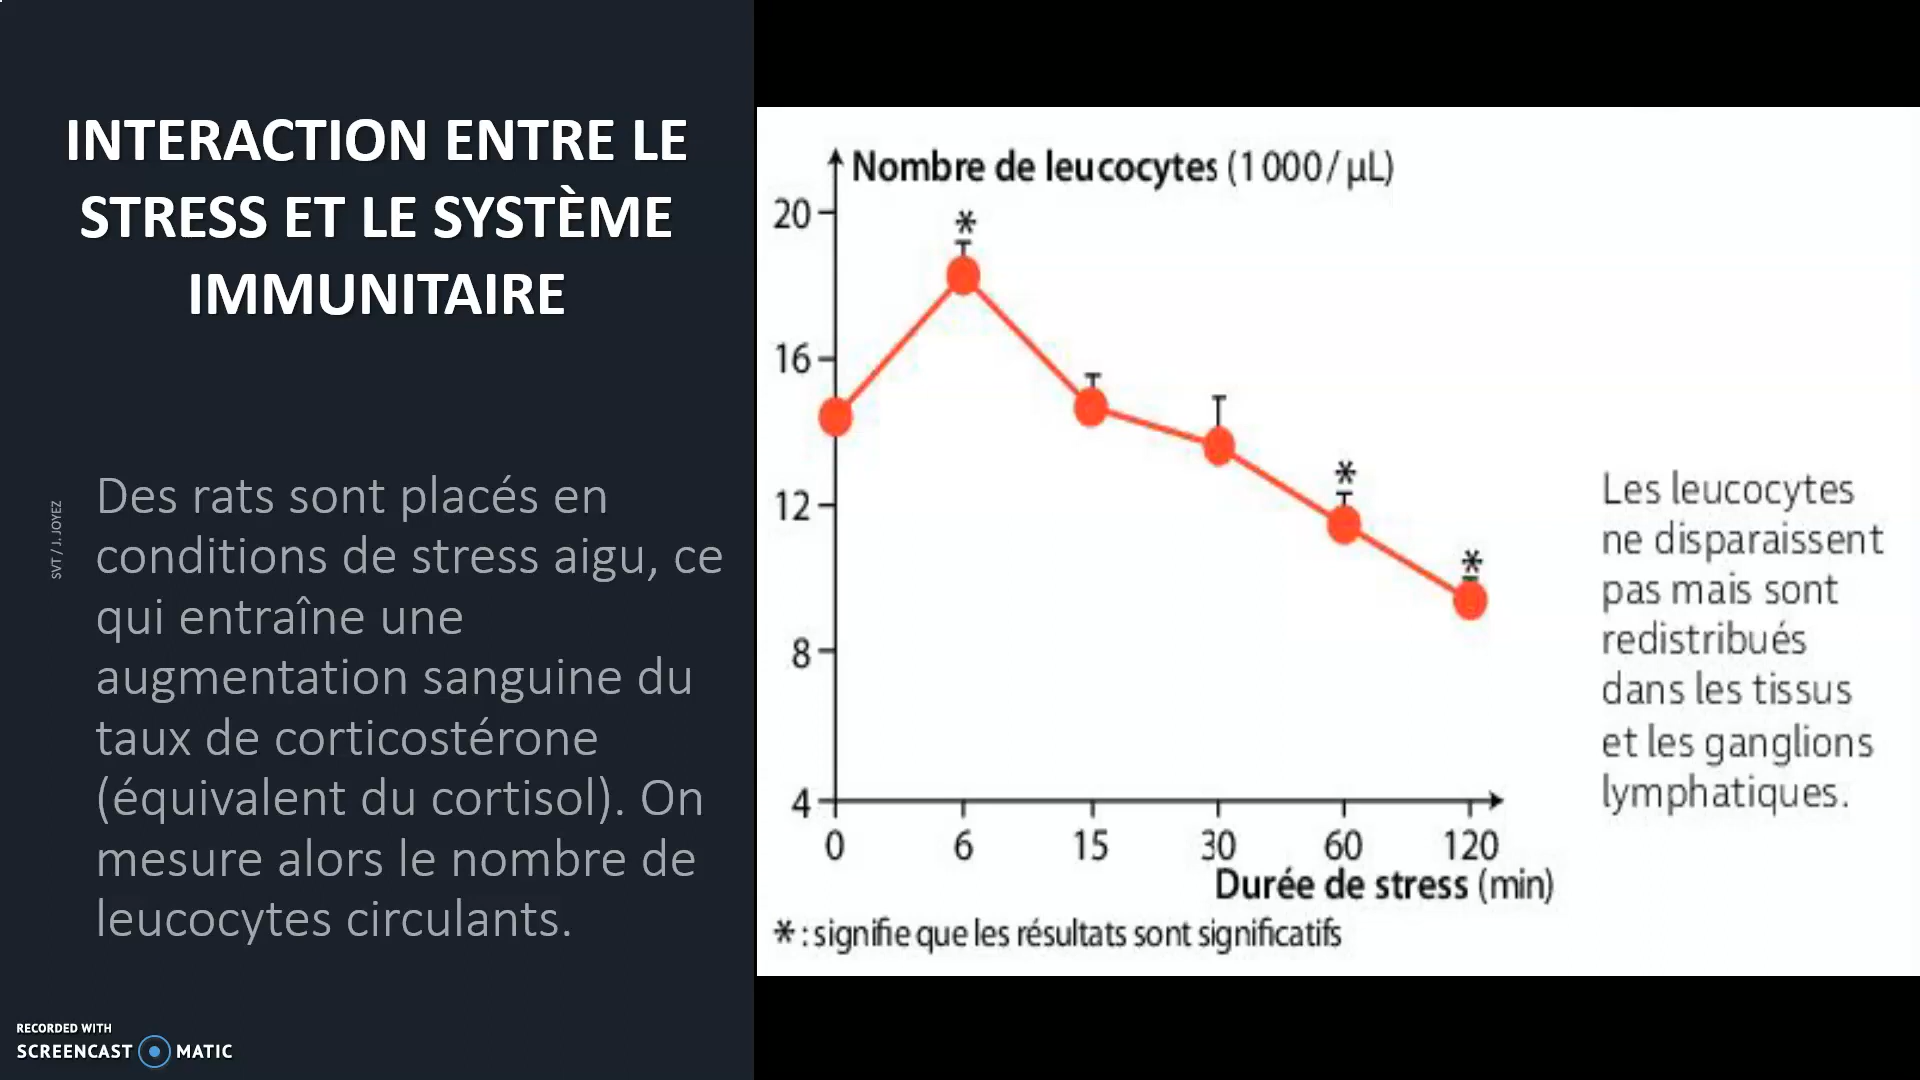 INTERACTION ENTRE LE
STRESS ET LE SYSTÈME
IMMUNITAIRE
SVT / J. JOYEZ
Des rats sont placés en
conditions de stress aigu, ce
qui entraîne une
augmentation sanguine du
taux de corticostérone
(équivalent du cortisol). On
mesure alors le nombre de
leucocytes circulants.
RECORDED WITH
SCREENCAST MATIC
Nombre de leucocytes (1 000 / µL)
20
*
16
12
*
*
8
4
0 6 15 30 60 120
Durée de stress (min)
* : signifie que les résultats sont significatifs
Les leucocytes
ne disparaissent
pas mais sont
redistribués
dans les tissus
et les ganglions
lymphatiques.